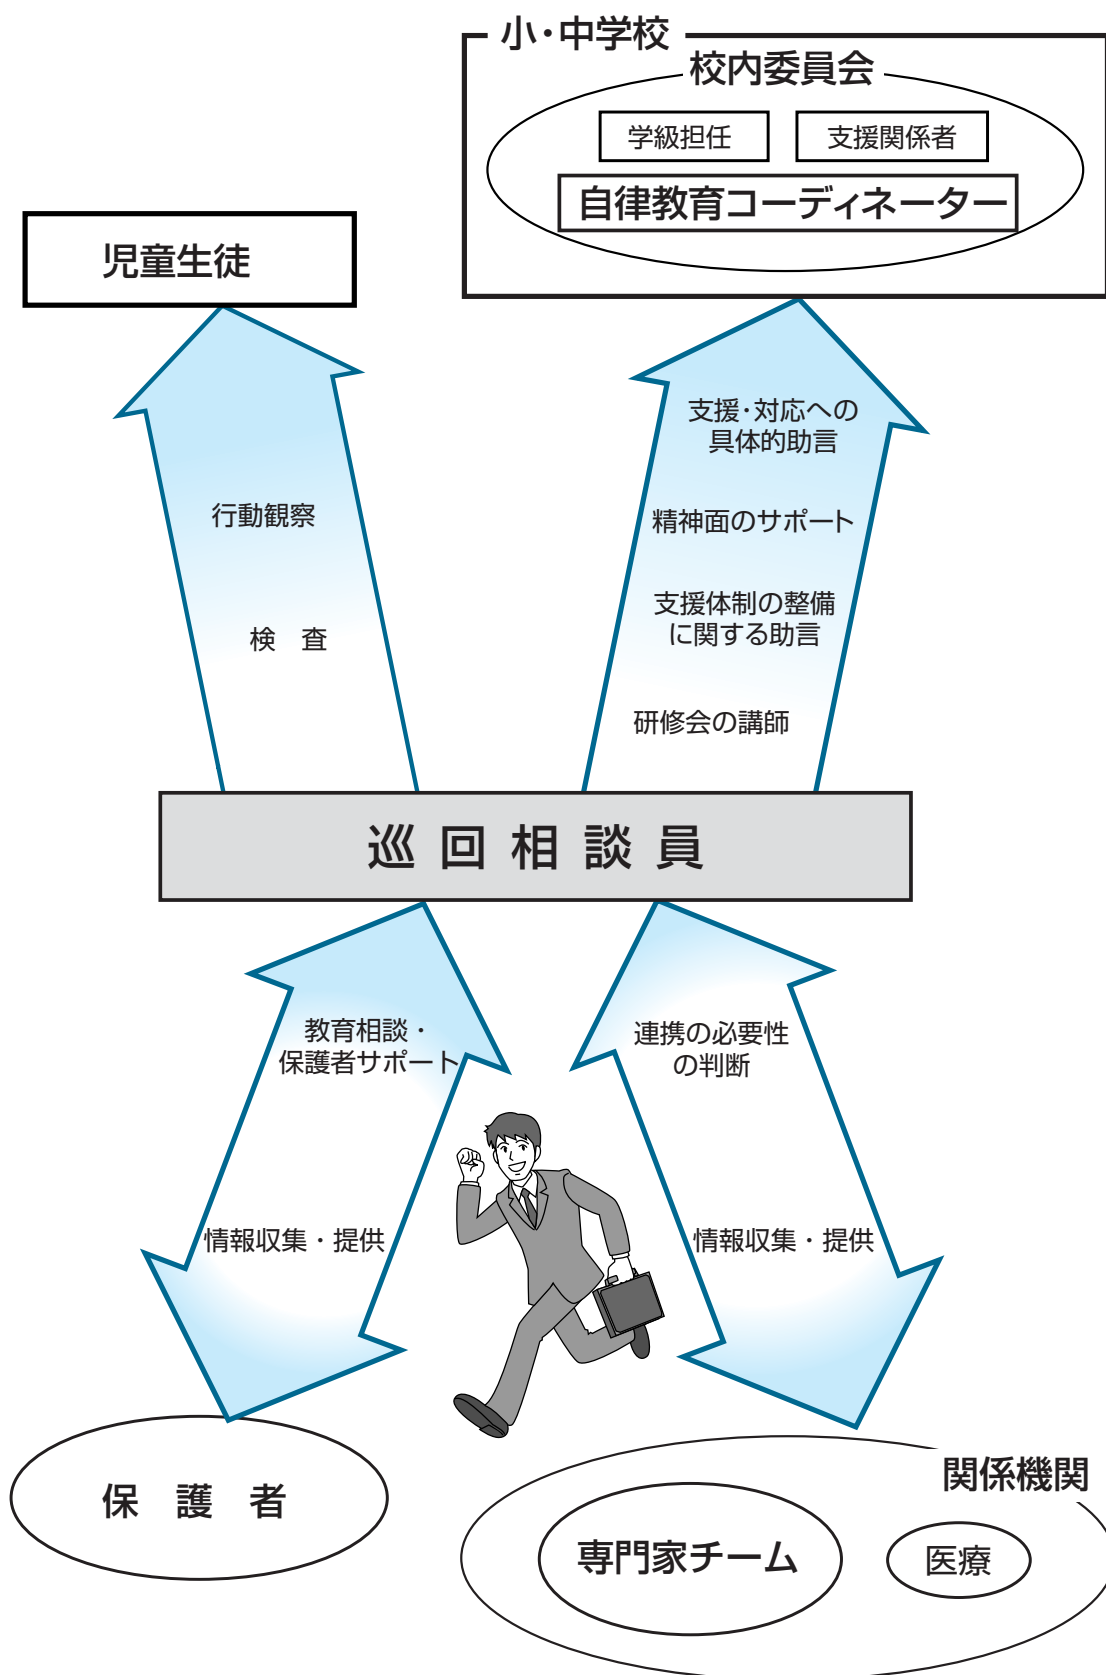 小・中学校
校内委員会
学級担任
支援関係者
自律教育コーディネーター
児童生徒
支援・対応への
具体的助言
行動観察
精神面のサポート
検　査
支援体制の整備
に関する助言
研修会の講師
巡回相談員
教育相談・
保護者サポート
連携の必要性
の判断
情報収集・提供
情報収集・提供
保　護　者
関係機関
専門家チーム
医療